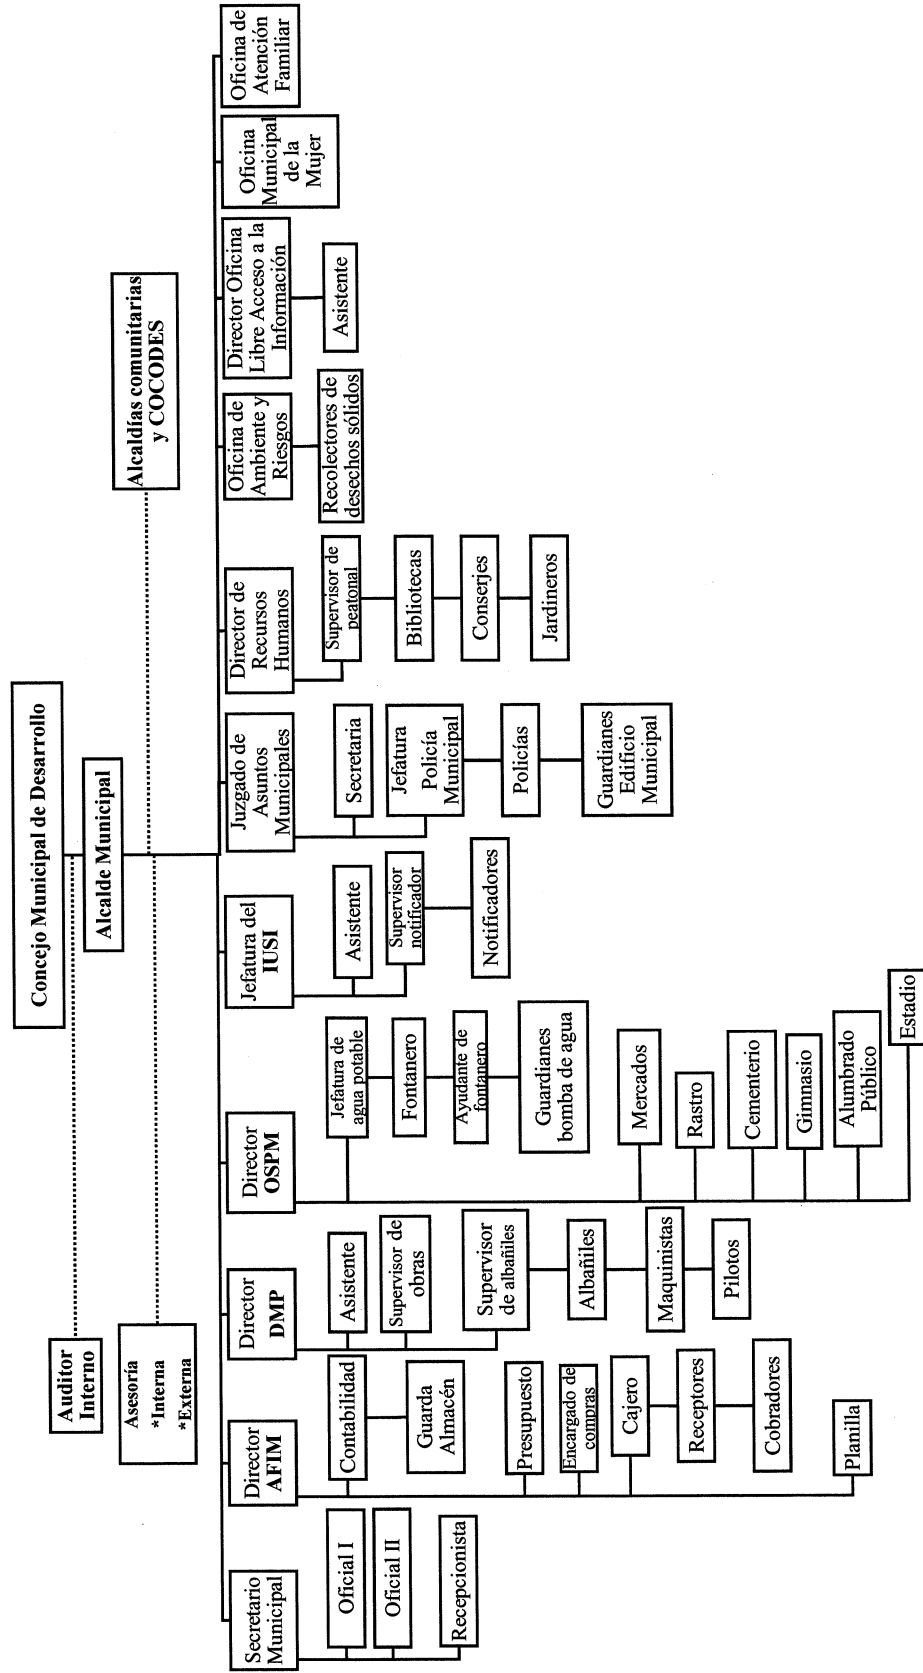 Concejo Municipal de Desarrollo
Auditor
Interno
Alcalde Municipal
Asesoría
*Interna
*Externa
Alcaldías comunitarias
y COCODES
Secretario
Municipal
Oficial I
Oficial II
Recepcionista
Director
AFIM
Contabilidad
Guarda
Almacén
Presupuesto
Encargado de
compras
Cajero
Receptores
Cobradores
Planilla
Director
DMP
Asistente
Supervisor de
obras
Supervisor
de albañiles
Albañiles
Maquinistas
Pilotos
Director
OSPM
Jefatura de
agua potable
Fontanero
Ayudante de
fontanero
Guardianes
bomba de agua
Mercados
Rastro
Cementerio
Gimnasio
Alumbrado
Público
Estadio
Jefatura del
IUSI
Asistente
Supervisor
notificador
Notificadores
Juzgado de
Asuntos
Municipales
Secretaria
Jefatura
Policía
Municipal
Policías
Guardianes
Edificio
Municipal
Director de
Recursos
Humanos
Supervisor de
peatonal
Bibliotecas
Conserjes
Jardineros
Oficina de
Ambiente y
Riesgos
Recolectores de
desechos sólidos
Director Oficina
Libre Acceso a la
Información
Asistente
Oficina
Municipal
de la
Mujer
Oficina de
Atención
Familiar